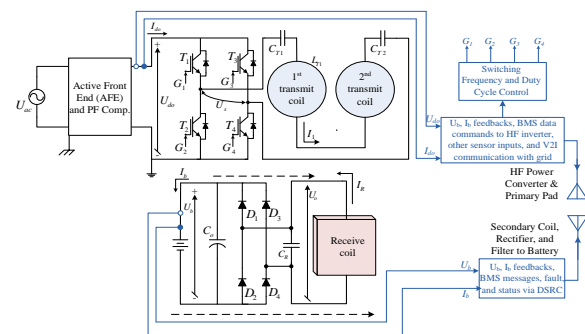 I_do
C_T1
C_T2
G_1 G_2 G_3 G_4
T_1
T_3
L_T1
G_1
G_3
1st
transmit
coil
2nd
transmit
coil
Active Front
End (AFE)
and PF Comp.
U_ac
U_do
U_s
Switching
Frequency and Duty
Cycle Control
T_2
T_4
G_2
G_4
I_1
U_do
I_do
U_b, I_b feedbacks, BMS data
commands to HF inverter,
other sensor inputs, and V2I
communication with grid
HF Power
Converter &
Primary Pad
I_b
I_R
U_b
C_o
D_1
D_3
U_o
C_R
Receive
coil
D_2
D_4
Secondary Coil,
Rectifier, and
Filter to Battery
U_b
I_b
U_b, I_b feedbacks,
BMS messages, fault,
and status via DSRC